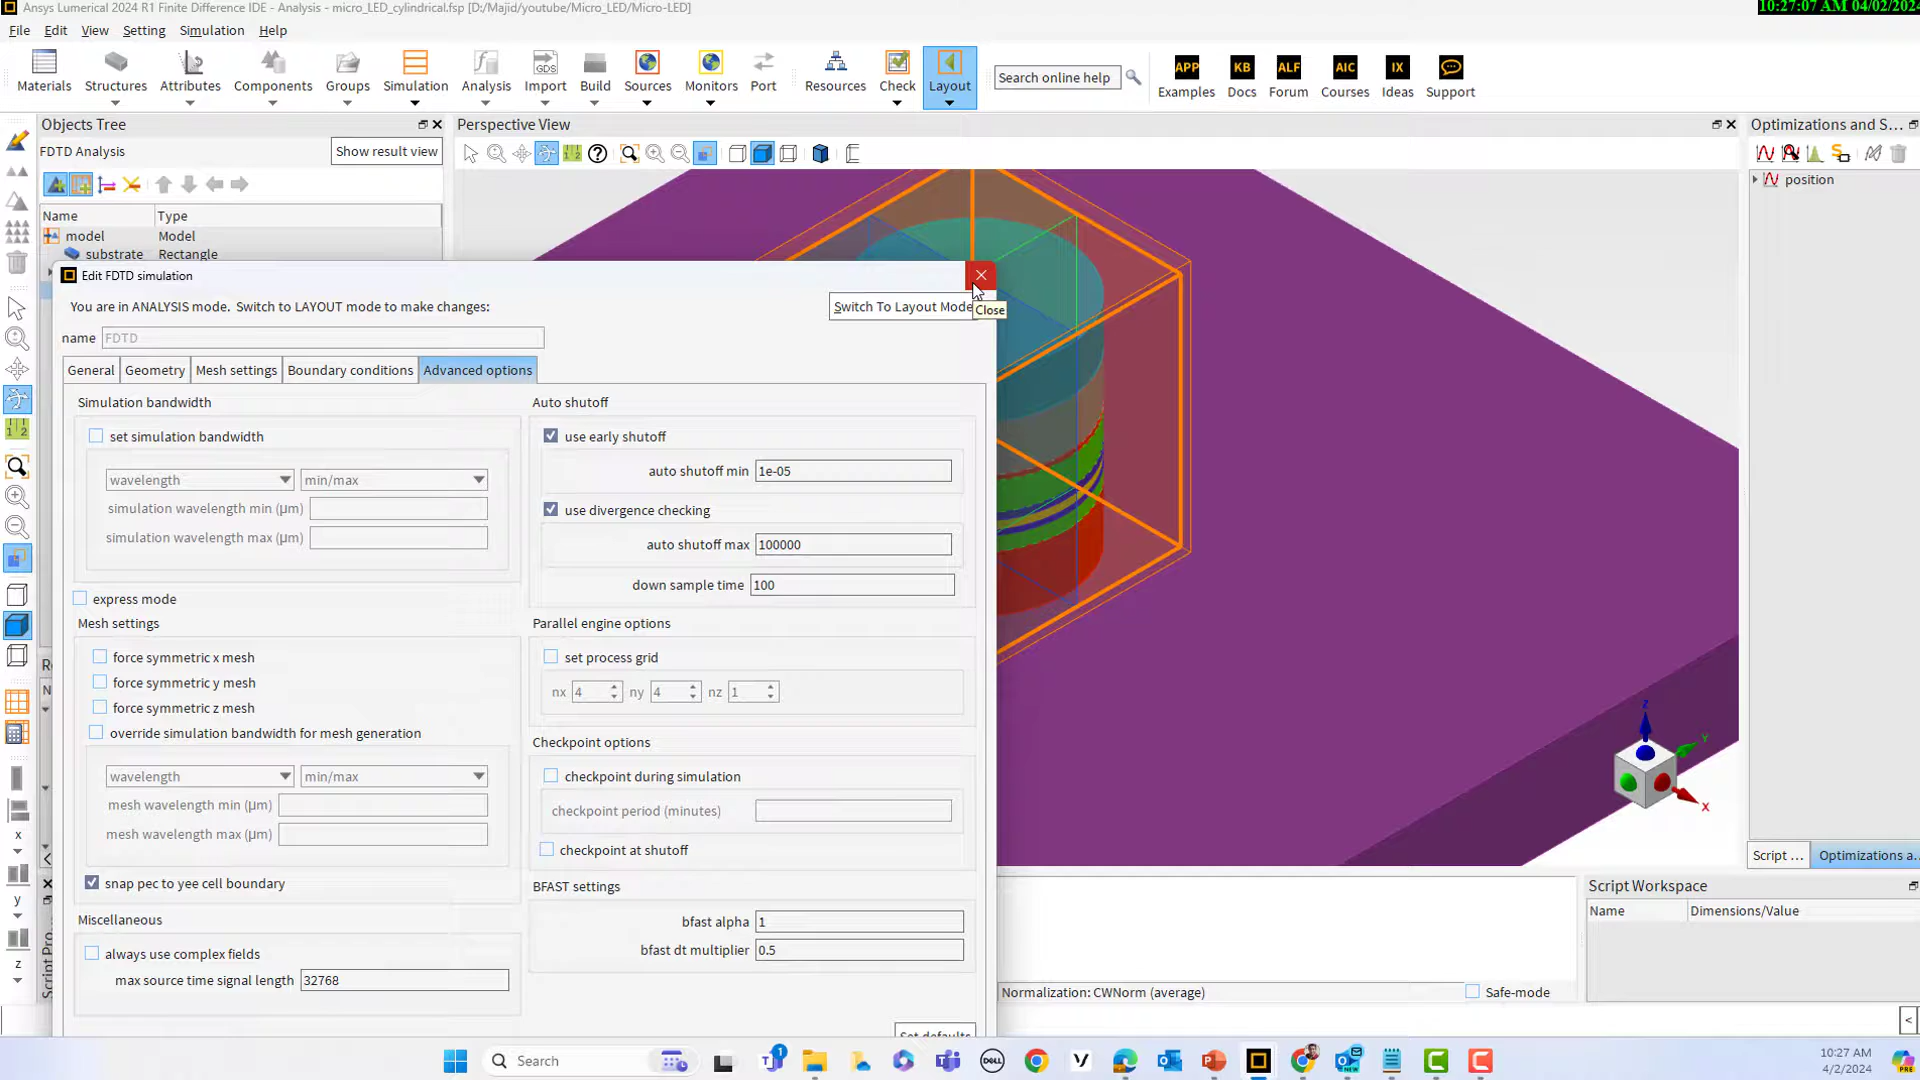 Ansys Lumerical 2024 R1 Finite Difference IDE - Analysis - micro_LED_cylindrical.fsp [D:/Majid/youtube/Micro_LED/Micro-LED]
10:27:07 AM 04/02/2024
File Edit View Setting Simulation Help
Materials Structures Attributes Components Groups Simulation Analysis Import Build Sources Monitors Port Resources Check Layout
GDS
Search online help
APP KB ALF AIC IX
Examples Docs Forum Courses Ideas Support
Objects Tree
Perspective View
Optimizations and S...
FDTD Analysis
Show result view
position
Name Type
model Model
substrate Rectangle
Edit FDTD simulation
You are in ANALYSIS mode. Switch to LAYOUT mode to make changes:
Switch To Layout Mode
Close
name FDTD
General Geometry Mesh settings Boundary conditions Advanced options
Simulation bandwidth
set simulation bandwidth
wavelength min/max
simulation wavelength min (µm)
simulation wavelength max (µm)
express mode
Mesh settings
force symmetric x mesh
force symmetric y mesh
force symmetric z mesh
override simulation bandwidth for mesh generation
wavelength min/max
mesh wavelength min (µm)
mesh wavelength max (µm)
snap pec to yee cell boundary
Miscellaneous
always use complex fields
max source time signal length 32768
Auto shutoff
use early shutoff
auto shutoff min 1e-05
use divergence checking
auto shutoff max 100000
down sample time 100
Parallel engine options
set process grid
nx 4 ny 4 nz 1
Checkpoint options
checkpoint during simulation
checkpoint period (minutes)
checkpoint at shutoff
BFAST settings
bfast alpha 1
bfast dt multiplier 0.5
Set defaults
x
y
z
Z
Y
X
Script ... Optimizations a...
Script Workspace
Name Dimensions/Value
Normalization: CWNorm (average)
Safe-mode
Search
DELL
10:27 AM
4/2/2024